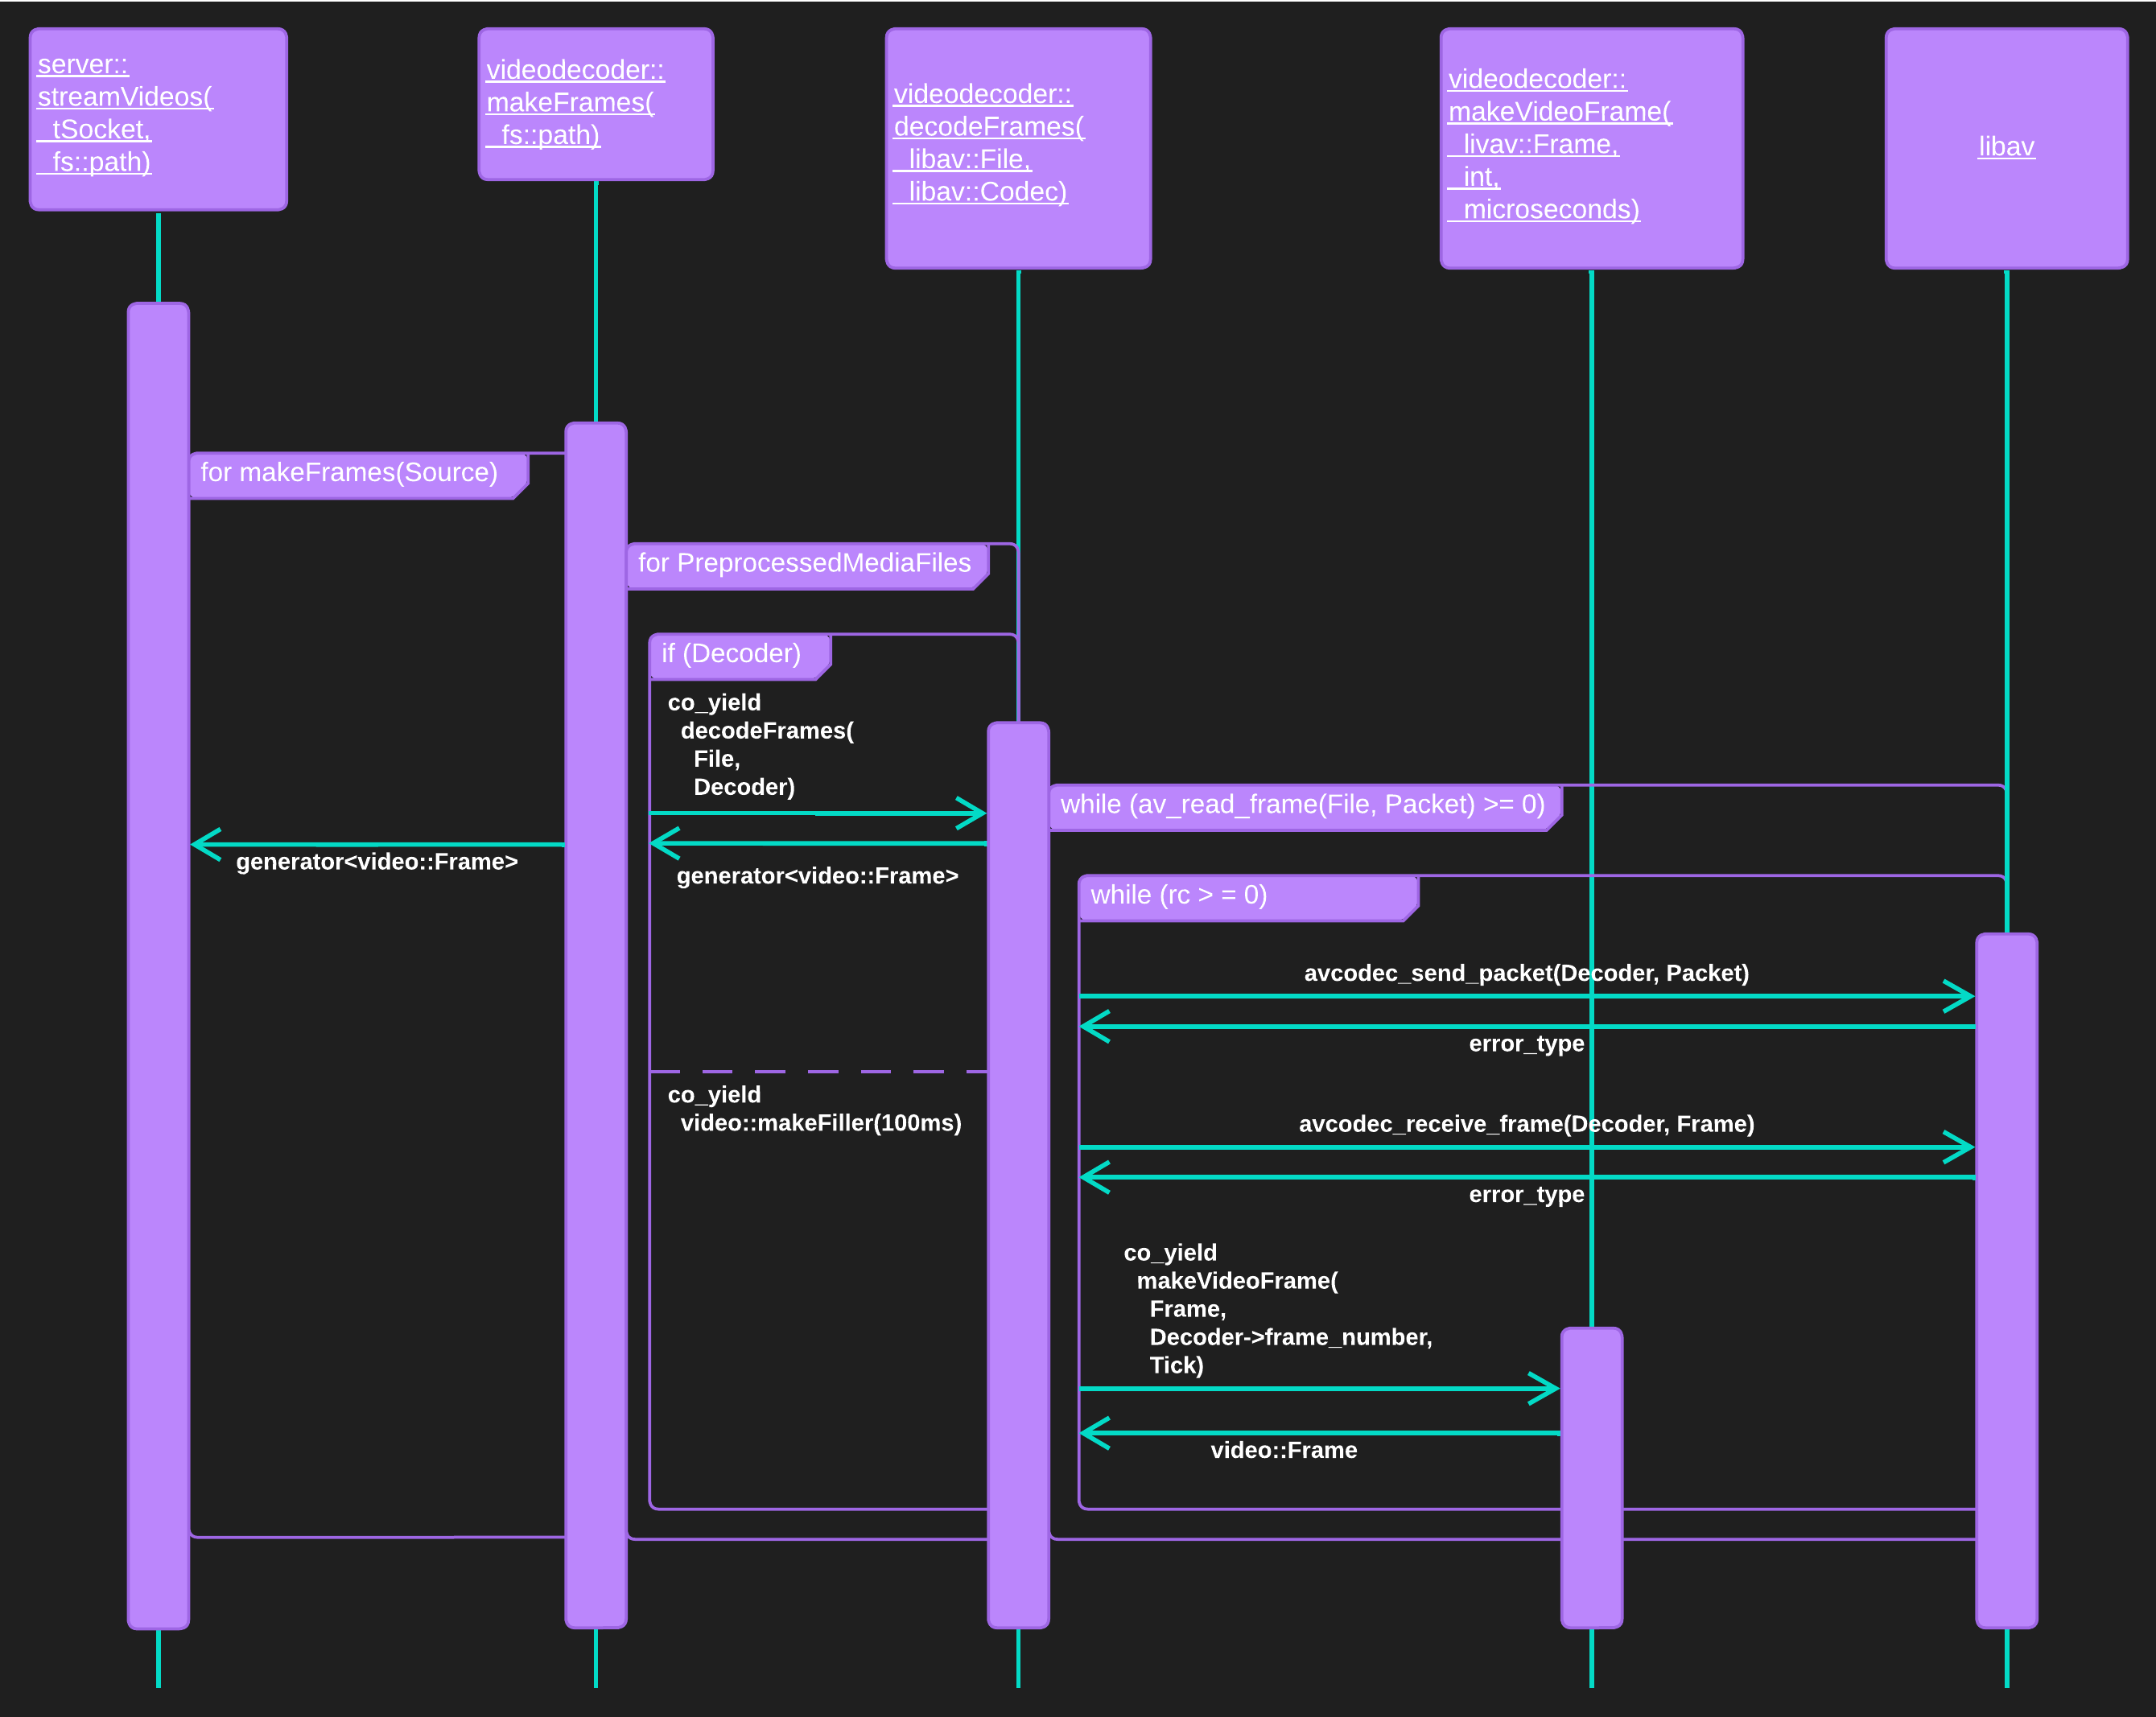 server::
streamVideos(
tSocket,
fs::path)
videodecoder::
makeFrames(
fs::path)
videodecoder::
decodeFrames(
libav::File,
libav::Codec)
videodecoder::
makeVideoFrame(
livav::Frame,
int,
microseconds)
libav
for makeFrames(Source)
for PreprocessedMediaFiles
if (Decoder)
co_yield
decodeFrames(
File,
Decoder)
while (av_read_frame(File, Packet) >= 0)
generator<video::Frame>
generator<video::Frame>
while (rc > = 0)
avcodec_send_packet(Decoder, Packet)
error_type
co_yield
video::makeFiller(100ms)
avcodec_receive_frame(Decoder, Frame)
error_type
co_yield
makeVideoFrame(
Frame,
Decoder->frame_number,
Tick)
video::Frame